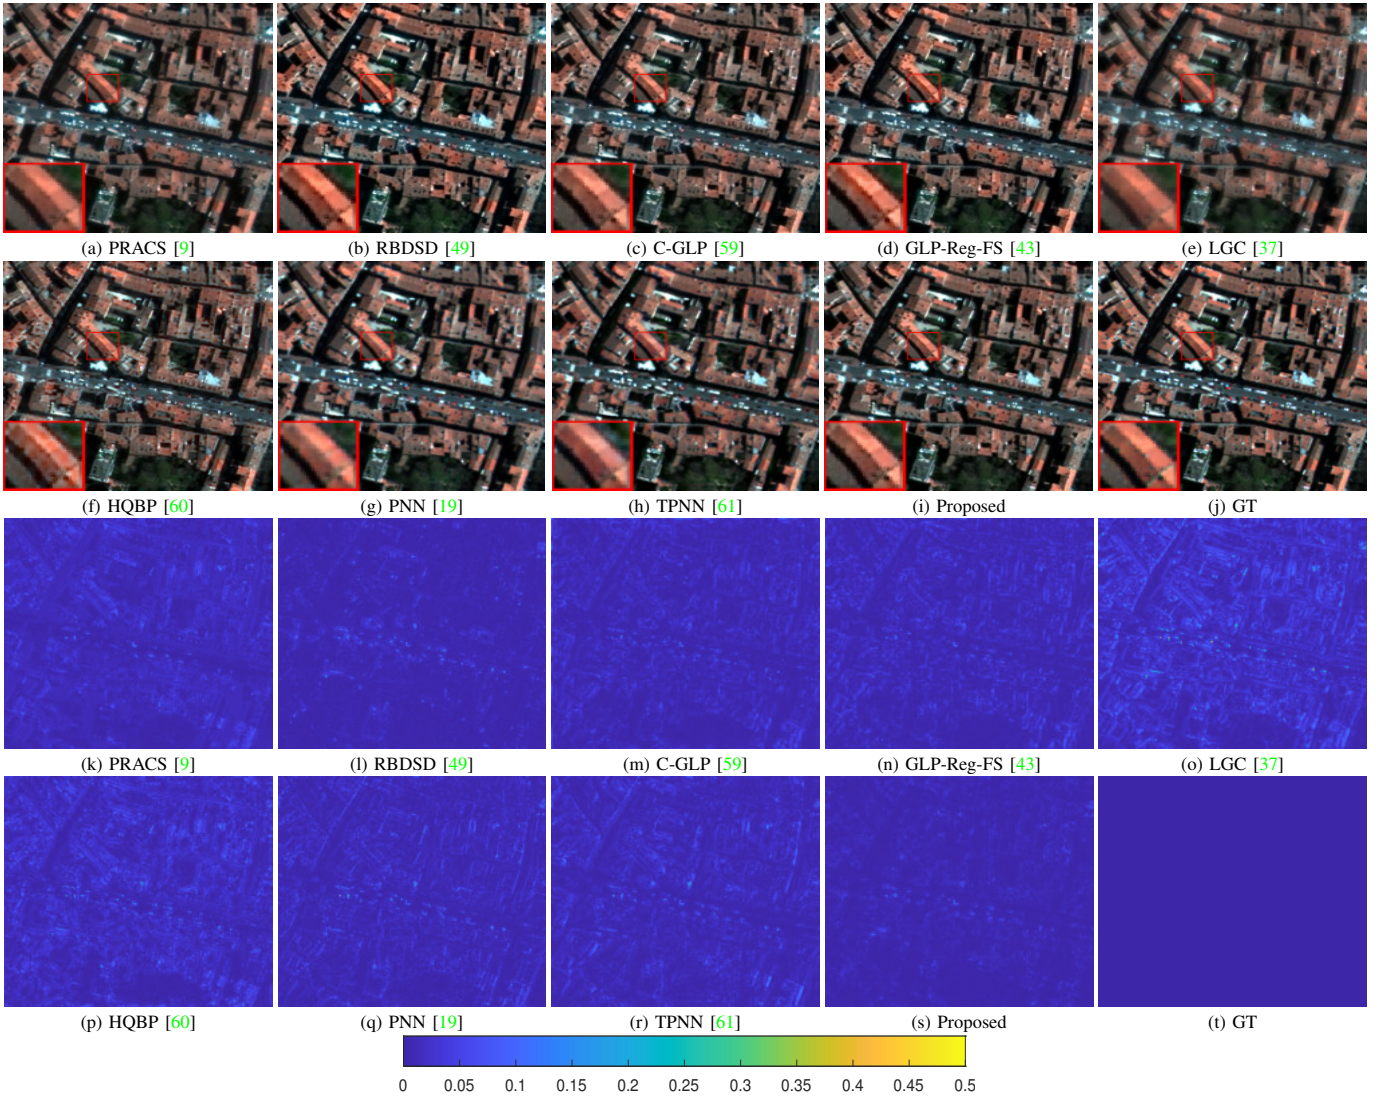 (a) PRACS [9]
(b) RBDSD [49]
(c) C-GLP [59]
(d) GLP-Reg-FS [43]
(e) LGC [37]
(f) HQBP [60]
(g) PNN [19]
(h) TPNN [61]
(i) Proposed
(j) GT
(k) PRACS [9]
(l) RBDSD [49]
(m) C-GLP [59]
(n) GLP-Reg-FS [43]
(o) LGC [37]
(p) HQBP [60]
(q) PNN [19]
(r) TPNN [61]
(s) Proposed
(t) GT
0 0.05 0.1 0.15 0.2 0.25 0.3 0.35 0.4 0.45 0.5